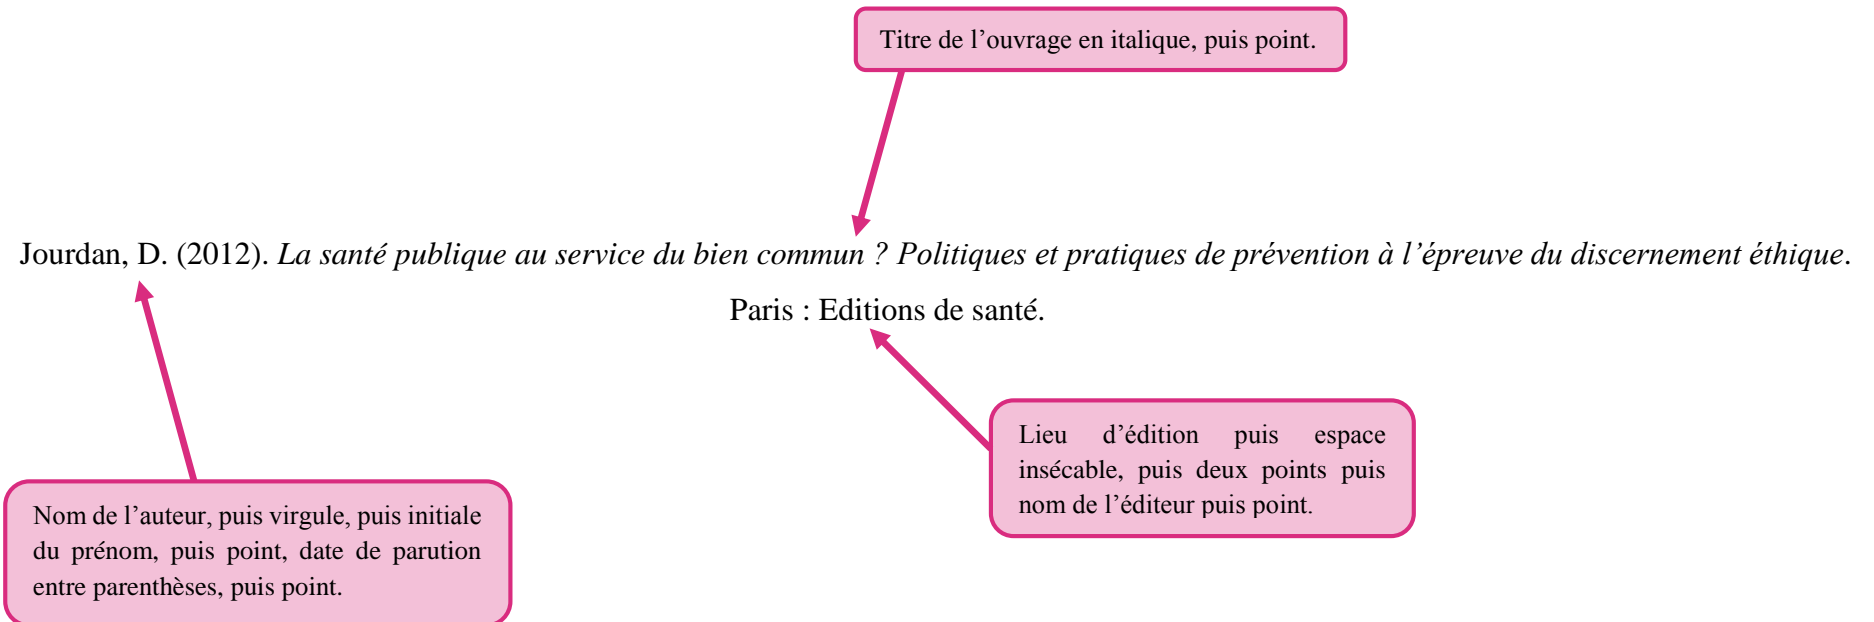 Titre de l’ouvrage en italique, puis point.
Jourdan, D. (2012). La santé publique au service du bien commun ? Politiques et pratiques de prévention à l’épreuve du discernement éthique.
Paris : Editions de santé.
Lieu d’édition puis espace
insécable, puis deux points puis
nom de l’éditeur puis point.
Nom de l’auteur, puis virgule, puis initiale
du prénom, puis point, date de parution
entre parenthèses, puis point.